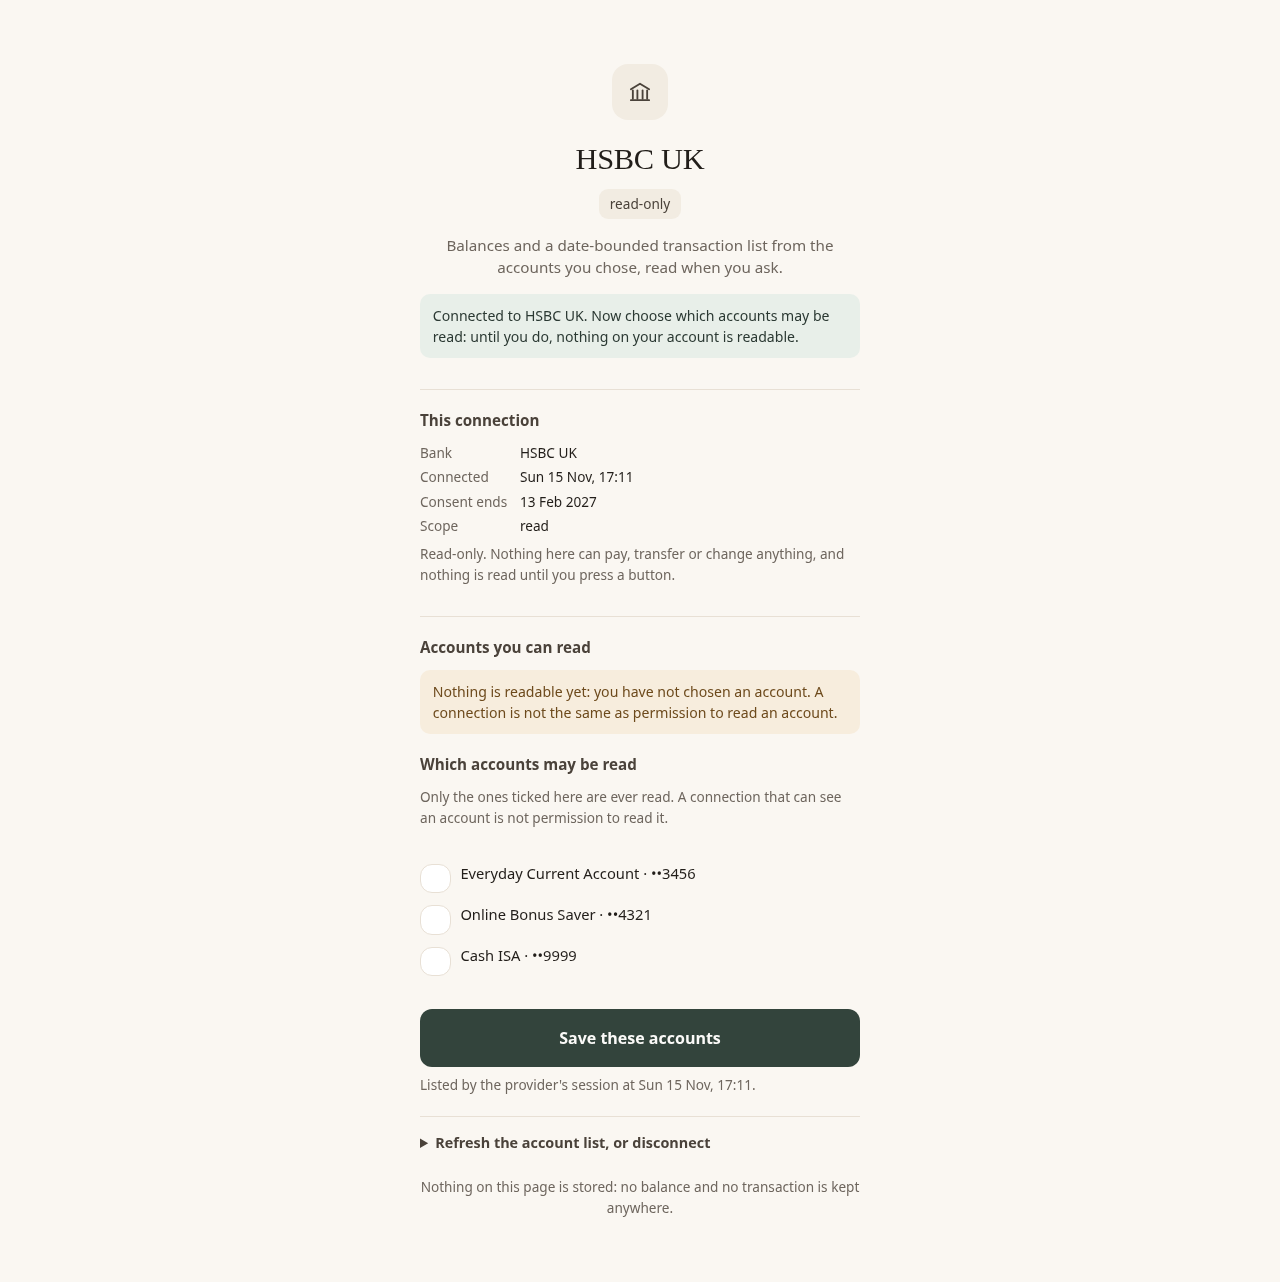 HSBC UK
read-only
Balances and a date-bounded transaction list from the
accounts you chose, read when you ask.
Connected to HSBC UK. Now choose which accounts may be
read: until you do, nothing on your account is readable.
This connection
Bank HSBC UK
Connected Sun 15 Nov, 17:11
Consent ends 13 Feb 2027
Scope read
Read-only. Nothing here can pay, transfer or change anything, and
nothing is read until you press a button.
Accounts you can read
Nothing is readable yet: you have not chosen an account. A
connection is not the same as permission to read an account.
Which accounts may be read
Only the ones ticked here are ever read. A connection that can see
an account is not permission to read it.
Everyday Current Account · ••3456
Online Bonus Saver · ••4321
Cash ISA · ••9999
Save these accounts
Listed by the provider's session at Sun 15 Nov, 17:11.
Refresh the account list, or disconnect
Nothing on this page is stored: no balance and no transaction is kept
anywhere.